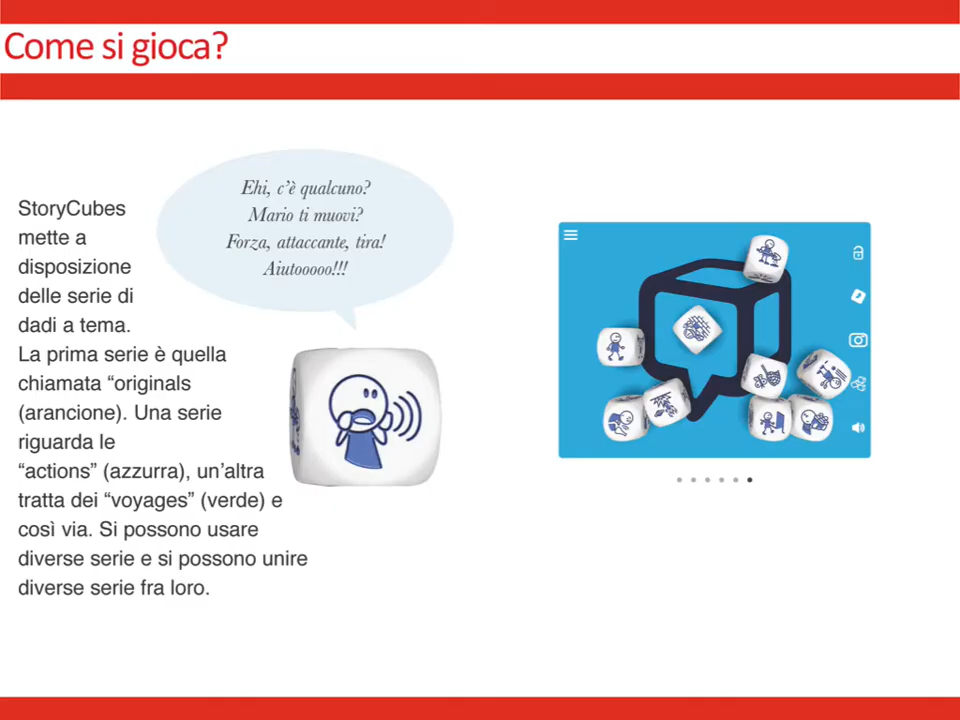 Come si gioca?
Ehi, c’è qualcuno?
Mario ti muovi?
Forza, attaccante, tira!
Aiutooooo!!!
StoryCubes
mette a
disposizione
delle serie di
dadi a tema.
La prima serie è quella
chiamata “originals
(arancione). Una serie
riguarda le
“actions” (azzurra), un’altra
tratta dei “voyages” (verde) e
così via. Si possono usare
diverse serie e si possono unire
diverse serie fra loro.